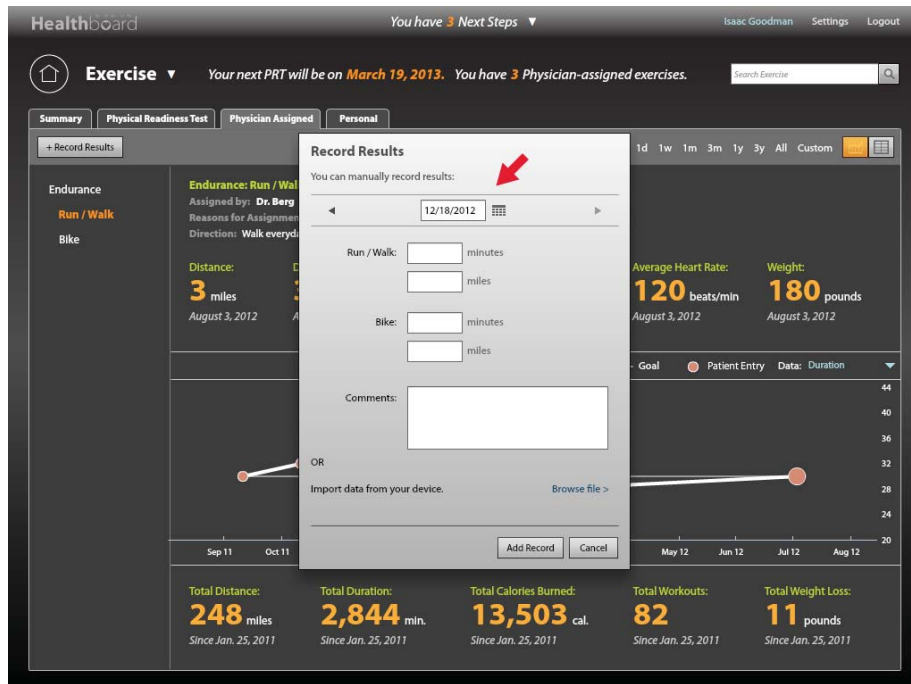 Healthboard
You have 3 Next Steps ▼
Isaac Goodman Settings Logout
Exercise ▼
Your next PRT will be on March 19, 2013. You have 3 Physician-assigned exercises.
Search Exercise
Summary Physical Readiness Test Physician Assigned Personal
+ Record Results
1d 1w 1m 3m 1y 3y All Custom
Endurance
Run / Walk
Bike
Endurance: Run / Wal
Assigned by: Dr. Berg
Reasons for Assignmen
Direction: Walk everyda
Distance:
3 miles
August 3, 2012
Average Heart Rate:
120 beats/min
August 3, 2012
Weight:
180 pounds
August 3, 2012
Record Results
You can manually record results:
12/18/2012
Run / Walk: minutes
miles
Bike: minutes
miles
Comments:
OR
Import data from your device. Browse file >
Add Record Cancel
Goal Patient Entry Data: Duration
44
40
36
32
28
24
20
Sep 11 Oct 11 May 12 Jun 12 Jul 12 Aug 12
Total Distance:
248 miles
Since Jan. 25, 2011
Total Duration:
2,844 min.
Since Jan. 25, 2011
Total Calories Burned:
13,503 cal.
Since Jan. 25, 2011
Total Workouts:
82
Since Jan. 25, 2011
Total Weight Loss:
11 pounds
Since Jan. 25, 2011